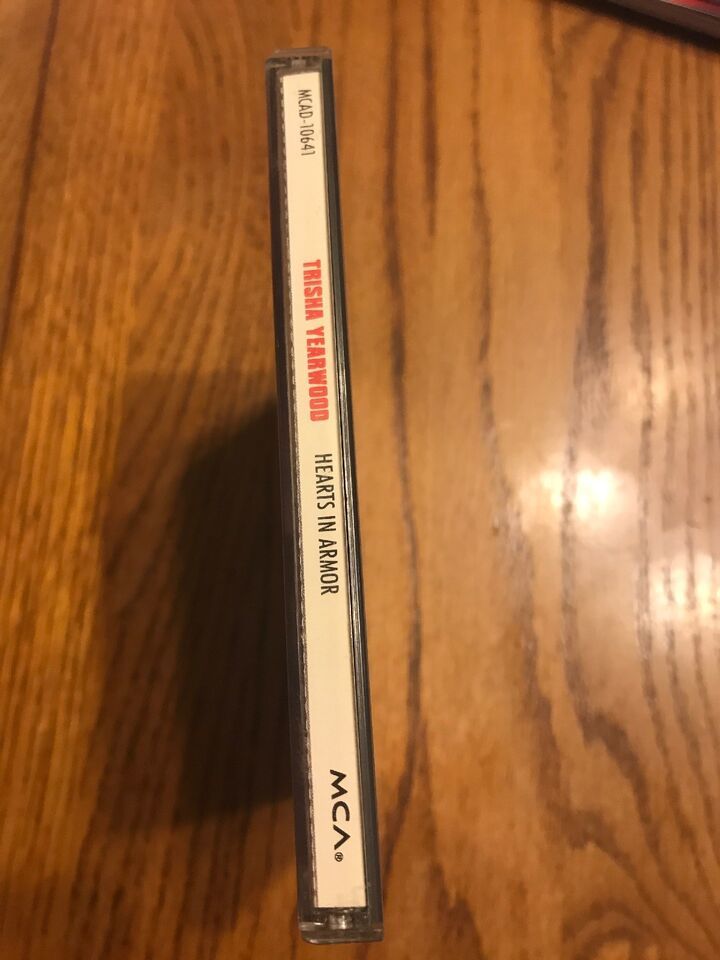 MCAD-10641
TRISHA YEARWOOD HEARTS IN ARMOR
MCA®